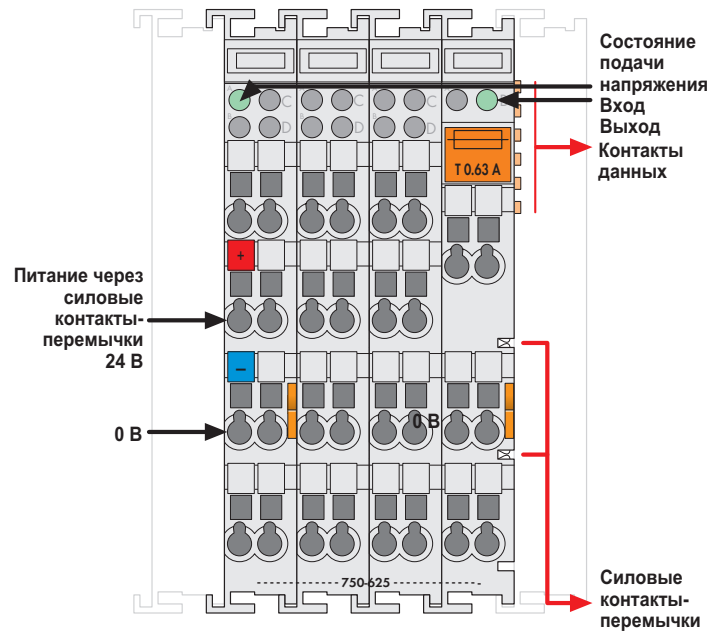 Состояние
подачи
напряжения
Вход
Выход
Контакты
данных
A
C
C
C
B
D
B
D
B
D
T 0.63 A
+
Питание через
силовые
контакты-
перемычки
24 В
–
0 В
0 В
750-625
Силовые
контакты-
перемычки